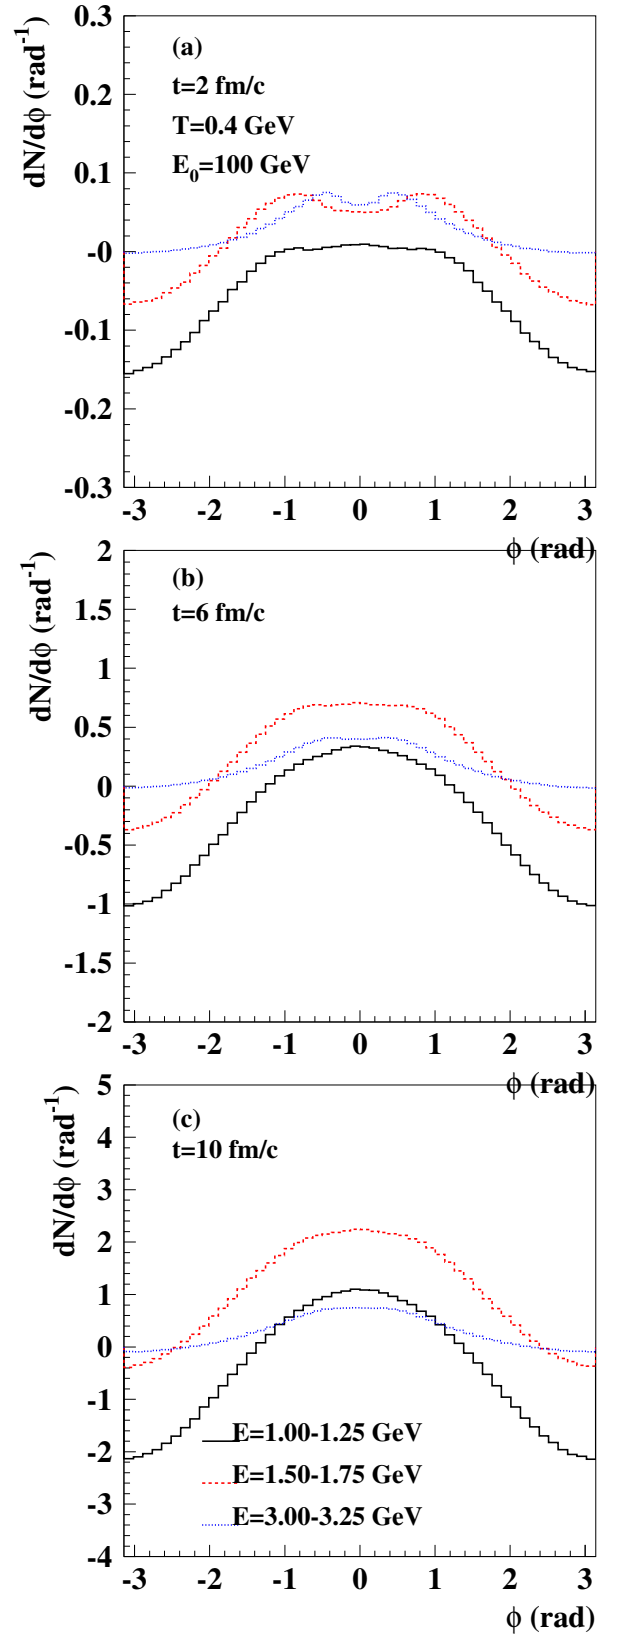 dN/dϕ (rad⁻¹)
0.3
0.2
0.1
-0
-0.1
-0.2
-0.3
(a)
t=2 fm/c
T=0.4 GeV
E₀=100 GeV
-3 -2 -1 0 1 2 3
ϕ (rad)
dN/dϕ (rad⁻¹)
2
1.5
1
0.5
0
-0.5
-1
-1.5
-2
(b)
t=6 fm/c
-3 -2 -1 0 1 2 3
ϕ (rad)
dN/dϕ (rad⁻¹)
5
4
3
2
1
0
-1
-2
-3
-4
(c)
t=10 fm/c
E=1.00-1.25 GeV
E=1.50-1.75 GeV
E=3.00-3.25 GeV
-3 -2 -1 0 1 2 3
ϕ (rad)